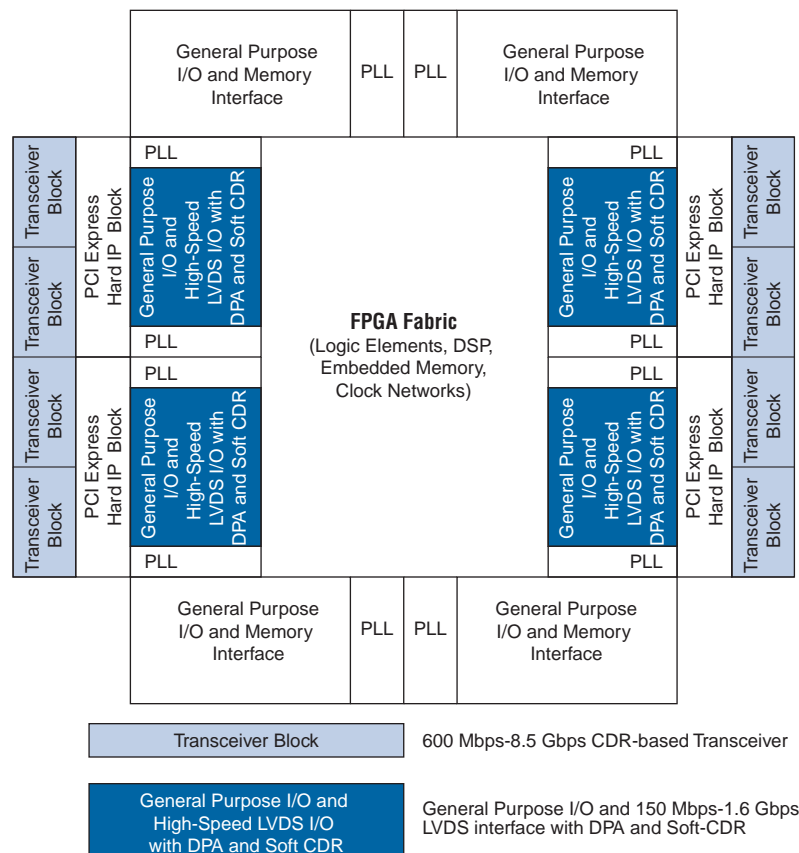 General Purpose
I/O and Memory
Interface
PLL
PLL
General Purpose
I/O and Memory
Interface
Transceiver
Block
Transceiver
Block
PCI Express
Hard IP Block
PLL
General Purpose
I/O and
High-Speed
LVDS I/O with
DPA and Soft CDR
PLL
Transceiver
Block
Transceiver
Block
PCI Express
Hard IP Block
PLL
General Purpose
I/O and
High-Speed
LVDS I/O with
DPA and Soft CDR
PLL
FPGA Fabric
(Logic Elements, DSP,
Embedded Memory,
Clock Networks)
PLL
General Purpose
I/O and
High-Speed
LVDS I/O with
DPA and Soft CDR
PLL
PCI Express
Hard IP Block
Transceiver
Block
Transceiver
Block
PLL
General Purpose
I/O and
High-Speed
LVDS I/O with
DPA and Soft CDR
PLL
PCI Express
Hard IP Block
Transceiver
Block
Transceiver
Block
General Purpose
I/O and Memory
Interface
PLL
PLL
General Purpose
I/O and Memory
Interface
Transceiver Block
600 Mbps-8.5 Gbps CDR-based Transceiver
General Purpose I/O and
High-Speed LVDS I/O
with DPA and Soft CDR
General Purpose I/O and 150 Mbps-1.6 Gbps
LVDS interface with DPA and Soft-CDR